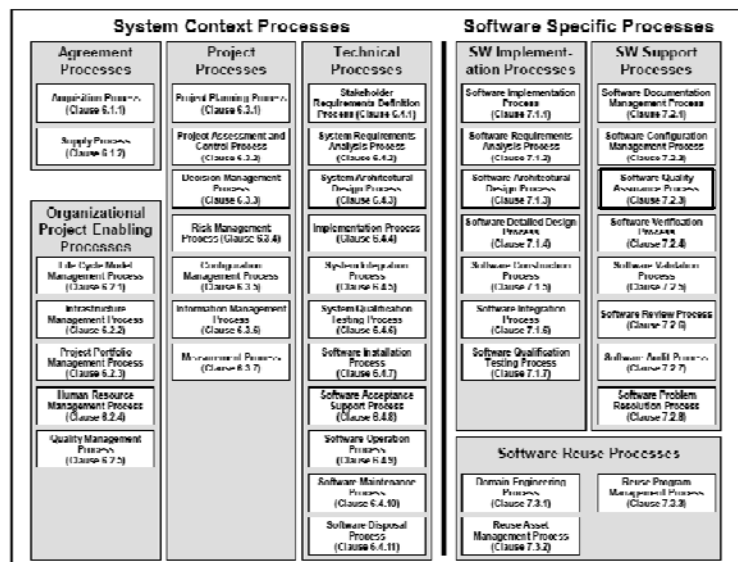 System Context Processes
Software Specific Processes
Agreement
Processes
Acquisition Process
(Clause 6.1.1)
Supply Process
(Clause 6.1.2)
Organizational
Project Enabling
Processes
Life Cycle Model
Management Process
(Clause 6.2.1)
Infrastructure
Management Process
(Clause 6.2.2)
Project Portfolio
Management Process
(Clause 6.2.3)
Human Resource
Management Process
(Clause 6.2.4)
Quality Management
Process
(Clause 6.2.5)
Project
Processes
Project Planning Process
(Clause 6.3.1)
Project Assessment and
Control Process
(Clause 6.3.2)
Decision Management
Process
(Clause 6.3.3)
Risk Management
Process (Clause 6.3.4)
Configuration
Management Process
(Clause 6.3.5)
Information Management
Process
(Clause 6.3.6)
Measurement Process
(Clause 6.3.7)
Technical
Processes
Stakeholder
Requirements Definition
Process (Clause 6.4.1)
System Requirements
Analysis Process
(Clause 6.4.2)
System Architectural
Design Process
(Clause 6.4.3)
Implementation Process
(Clause 6.4.4)
System Integration
Process
(Clause 6.4.5)
System Qualification
Testing Process
(Clause 6.4.6)
Software Installation
Process
(Clause 6.4.7)
Software Acceptance
Support Process
(Clause 6.4.8)
Software Operation
Process
(Clause 6.4.9)
Software Maintenance
Process
(Clause 6.4.10)
Software Disposal
Process
(Clause 6.4.11)
SW Implement-
ation Processes
Software Implementation
Process
(Clause 7.1.1)
Software Requirements
Analysis Process
(Clause 7.1.2)
Software Architectural
Design Process
(Clause 7.1.3)
Software Detailed Design
Process
(Clause 7.1.4)
Software Construction
Process
(Clause 7.1.5)
Software Integration
Process
(Clause 7.1.6)
Software Qualification
Testing Process
(Clause 7.1.7)
SW Support
Processes
Software Documentation
Management Process
(Clause 7.2.1)
Software Configuration
Management Process
(Clause 7.2.2)
Software Quality
Assurance Process
(Clause 7.2.3)
Software Verification
Process
(Clause 7.2.4)
Software Validation
Process
(Clause 7.2.5)
Software Review Process
(Clause 7.2.6)
Software Audit Process
(Clause 7.2.7)
Software Problem
Resolution Process
(Clause 7.2.8)
Software Reuse Processes
Domain Engineering
Process
(Clause 7.3.1)
Reuse Program
Management Process
(Clause 7.3.3)
Reuse Asset
Management Process
(Clause 7.3.2)